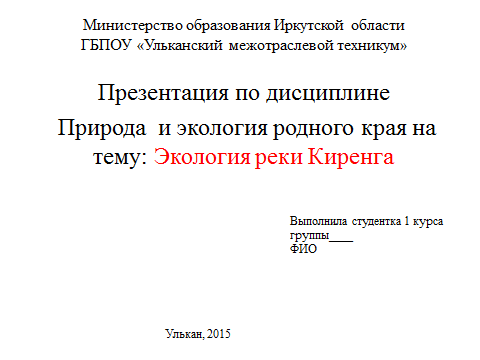 Министерство образования Иркутской области
ГБПОУ «Ульканский межотраслевой техникум»
Презентация по дисциплине
Природа и экология родного края на
тему: Экология реки Киренга
Выполнила студентка 1 курса
группы____
ФИО
Улькан, 2015